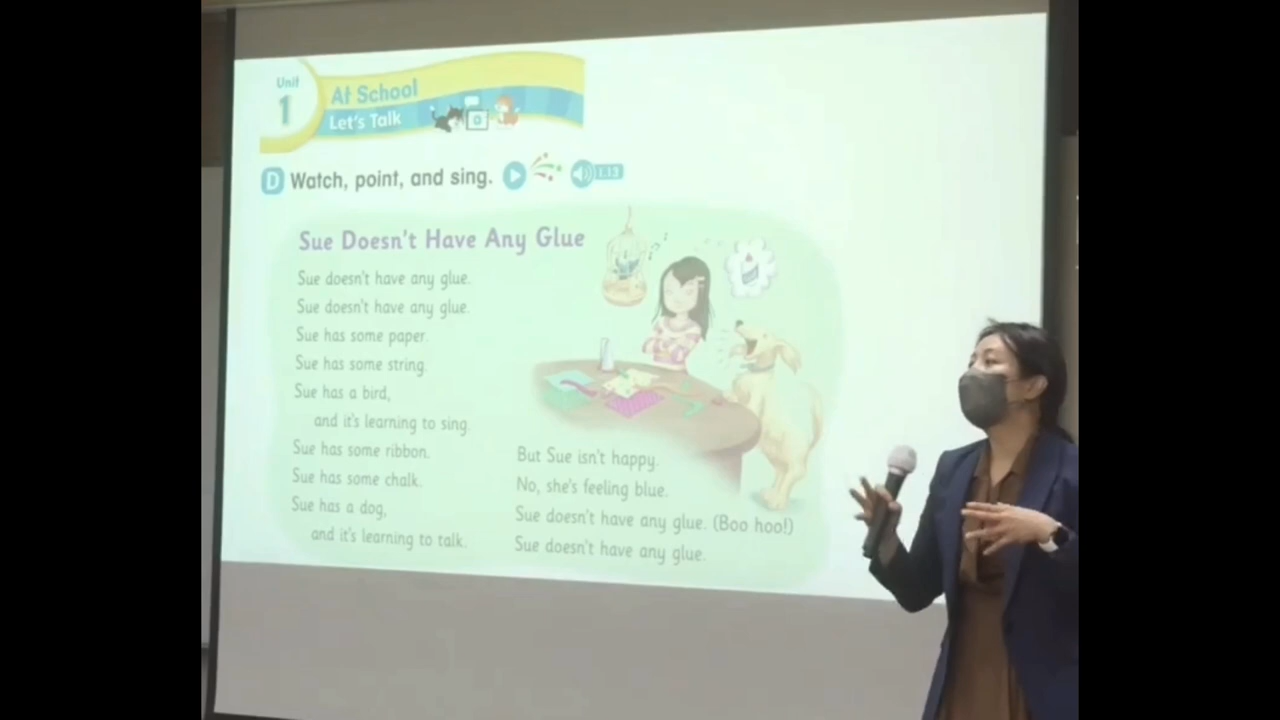 Unit
1
At School
Let's Talk
D Watch, point, and sing.
1.13
Sue Doesn't Have Any Glue
Sue doesn't have any glue.
Sue doesn't have any glue.
Sue has some paper.
Sue has some string.
Sue has a bird,
and it's learning to sing.
Sue has some ribbon.
Sue has some chalk.
Sue has a dog,
and it's learning to talk.
But Sue isn't happy.
No, she's feeling blue.
Sue doesn't have any glue. (Boo hoo!)
Sue doesn't have any glue.